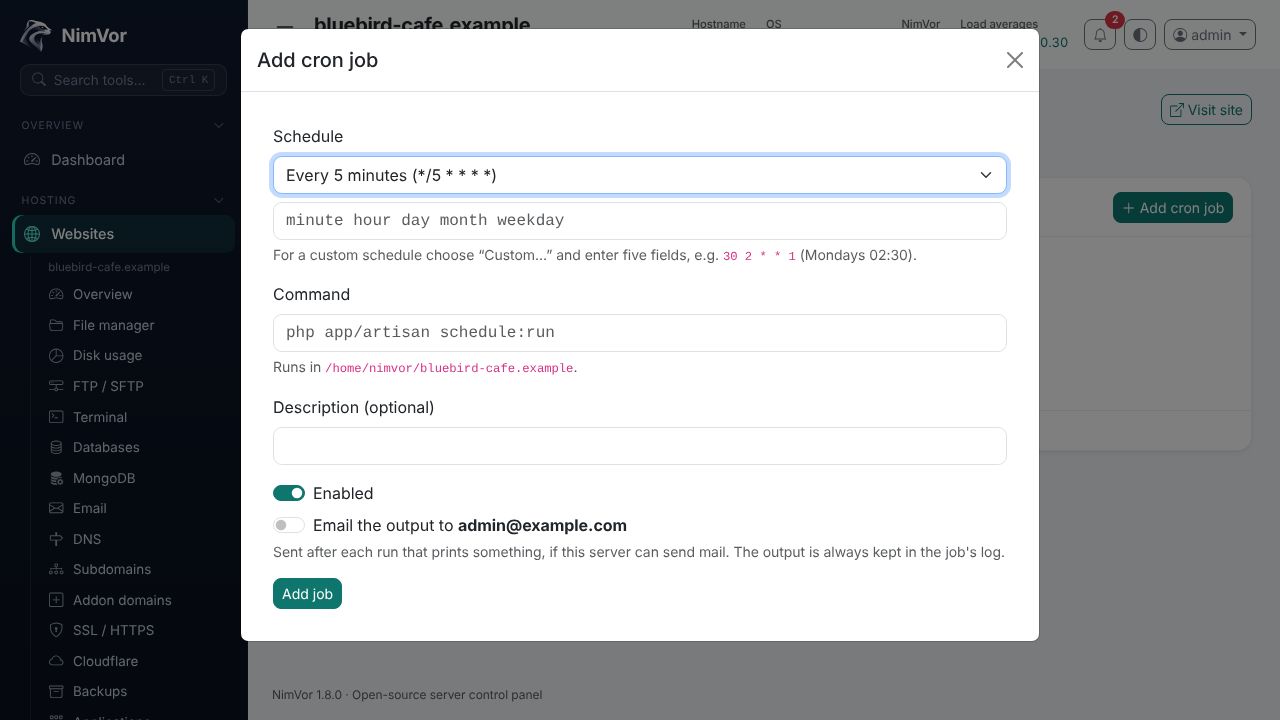 NimVor
Search tools... Ctrl K
OVERVIEW
Dashboard
HOSTING
Websites
bluebird-cafe.example
Overview
File manager
Disk usage
FTP / SFTP
Terminal
Databases
MongoDB
Email
DNS
Subdomains
Addon domains
SSL / HTTPS
Cloudflare
Backups
Applications
bluebird-cafe.example
Hostname OS NimVor Load averages
0.30
2
admin
Visit site
Add cron job
Add cron job
Schedule
Every 5 minutes (*/5 * * * *)
minute hour day month weekday
For a custom schedule choose “Custom…” and enter five fields, e.g. 30 2 * * 1 (Mondays 02:30).
Command
php app/artisan schedule:run
Runs in /home/nimvor/bluebird-cafe.example.
Description (optional)
Enabled
Email the output to admin@example.com
Sent after each run that prints something, if this server can send mail. The output is always kept in the job's log.
Add job
NimVor 1.8.0 · Open-source server control panel